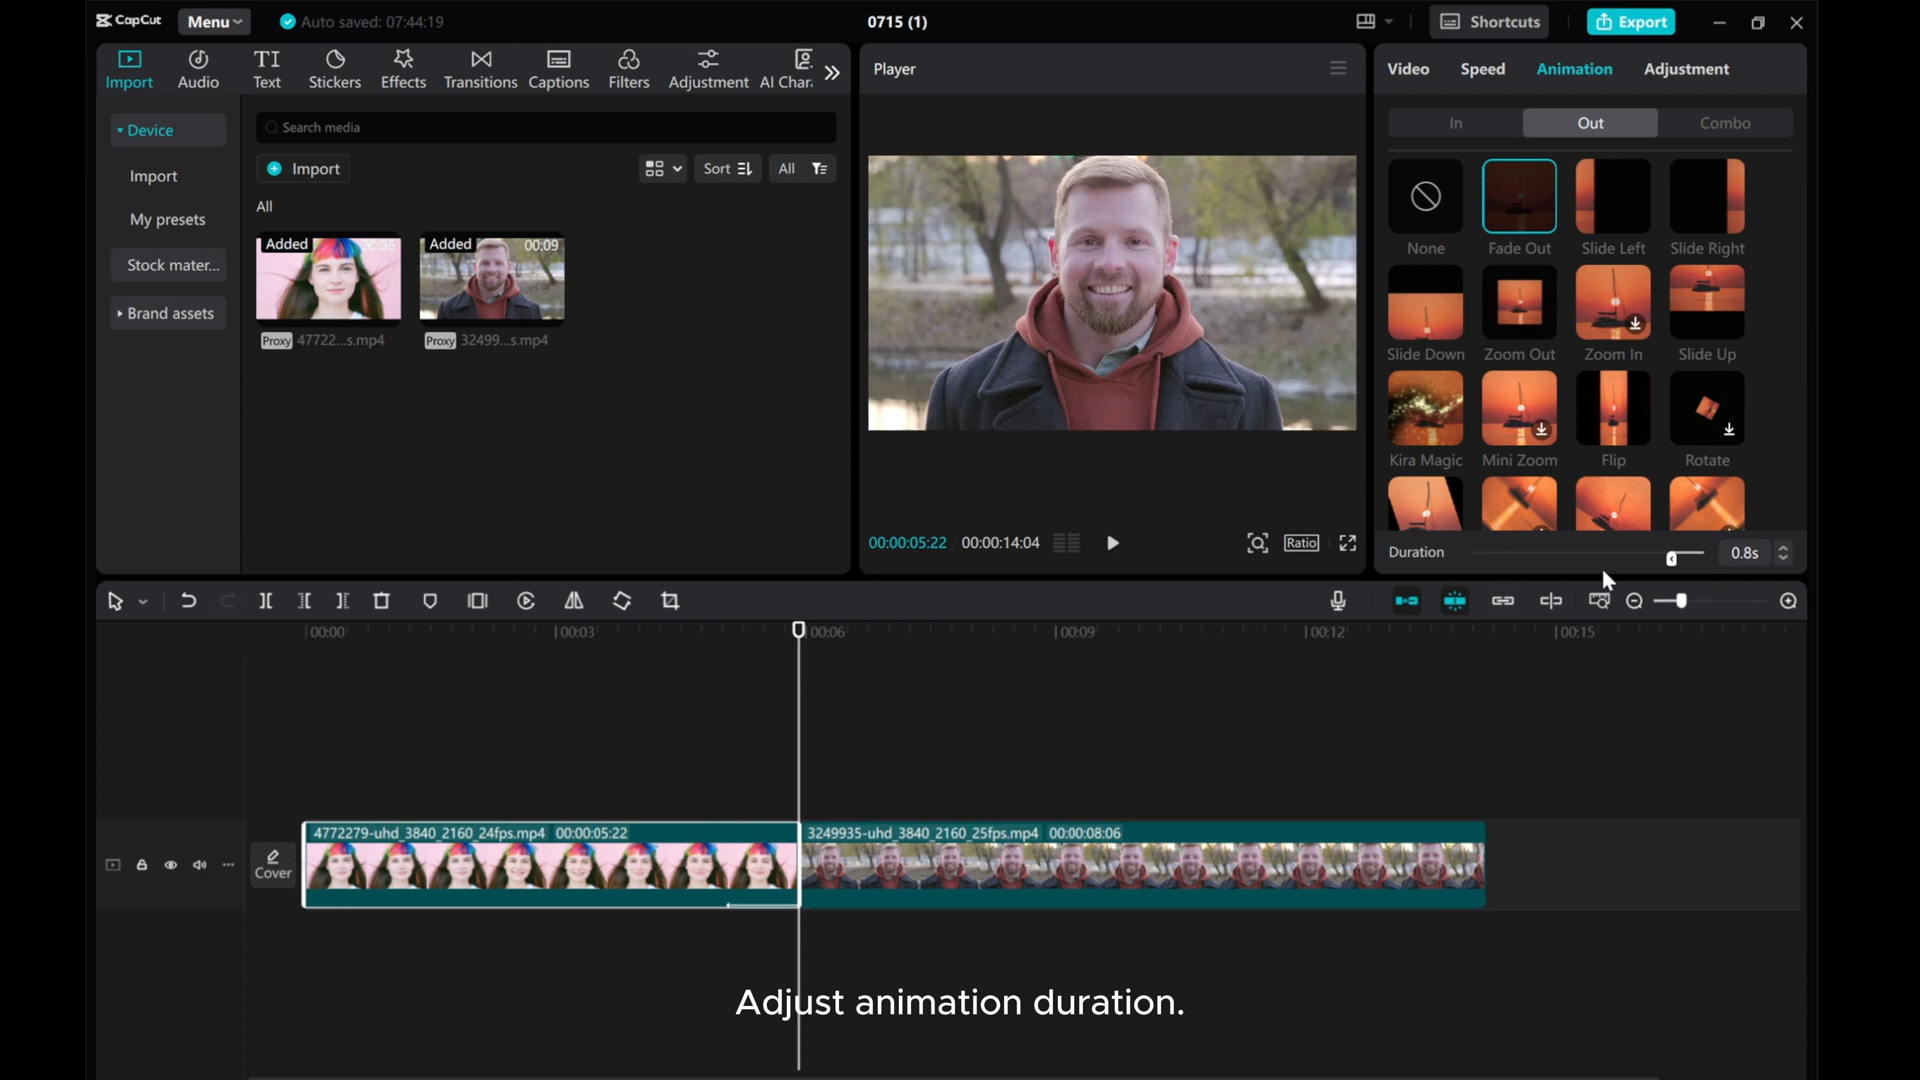 CapCut
Menu
Auto saved: 07:44:19
0715 (1)
Shortcuts
Export
Import
Audio
TI
Text
Stickers
Effects
Transitions
Captions
Filters
Adjustment
AI Char
Device
Import
My presets
Stock mater...
Brand assets
Search media
Import
Sort
All
All
Added
Added
00:09
Proxy 47722...s.mp4
Proxy 32499...s.mp4
Player
00:00:05:22 00:00:14:04
Ratio
Video
Speed
Animation
Adjustment
In
Out
Combo
None
Fade Out
Slide Left
Slide Right
Slide Down
Zoom Out
Zoom In
Slide Up
Kira Magic
Mini Zoom
Flip
Rotate
Duration
0.8s
00:00
00:03
00:06
00:09
00:12
00:15
Cover
4772279-uhd_3840_2160_24fps.mp4 00:00:05:22
3249935-uhd_3840_2160_25fps.mp4 00:00:08:06
Adjust animation duration.